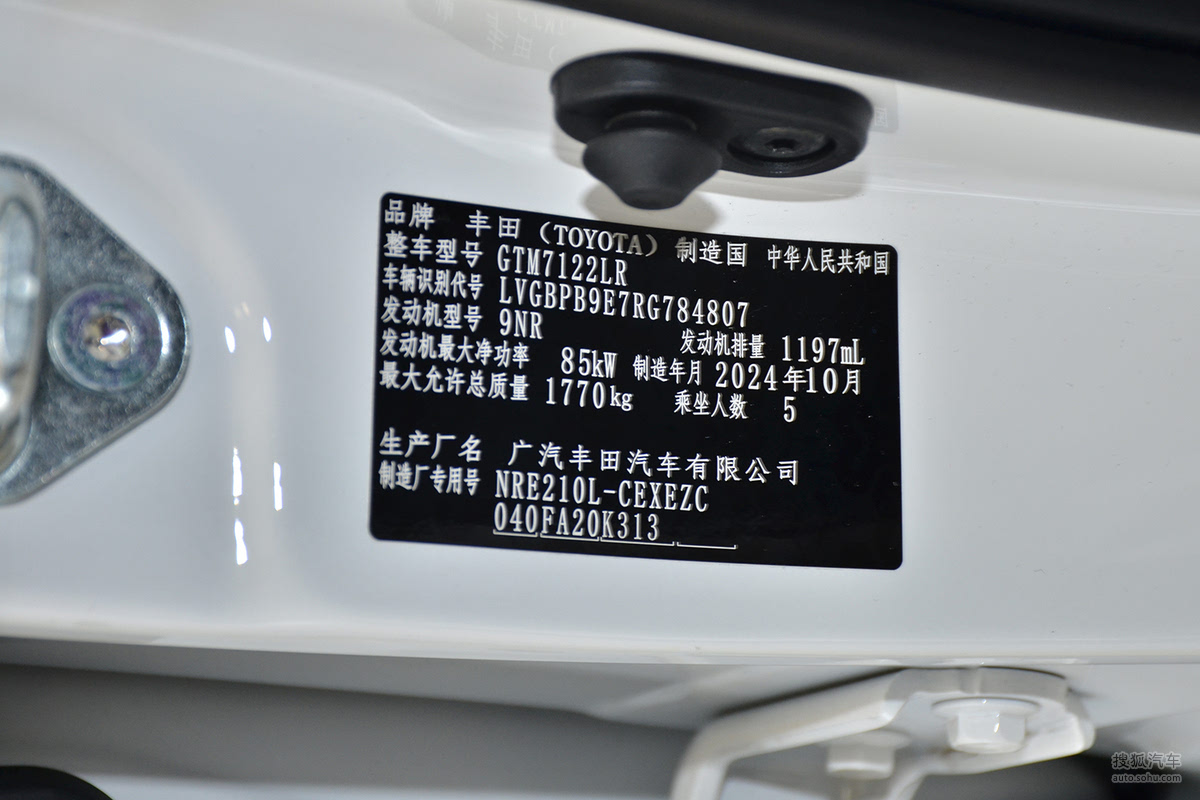 品牌 丰田（TOYOTA）制造国 中华人民共和国
整车型号 GTM7122LR
车辆识别代号 LVGBPB9E7RG784807
发动机型号 9NR 发动机排量 1197mL
发动机最大净功率 85kW 制造年月 2024年10月
最大允许总质量 1770kg 乘坐人数 5
生产厂名 广汽丰田汽车有限公司
制造厂专用号 NRE210L-CEXEZC
040FA20K313
搜狐汽车
auto.sohu.com